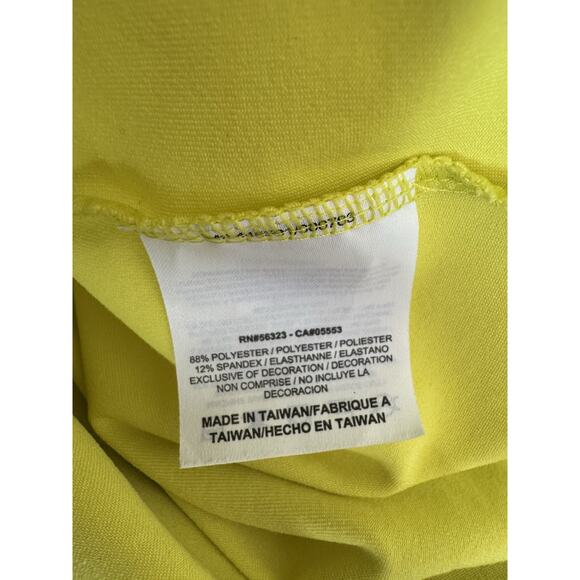 RN#56323 - CA#05553
88% POLYESTER / POLYESTER / POLIESTER
12% SPANDEX / ELASTHANNE / ELASTANO
EXCLUSIVE OF DECORATION / DECORATION
NON COMPRISE / NO INCLUYE LA
DECORACION
MADE IN TAIWAN/FABRIQUE A
TAIWAN/HECHO EN TAIWAN